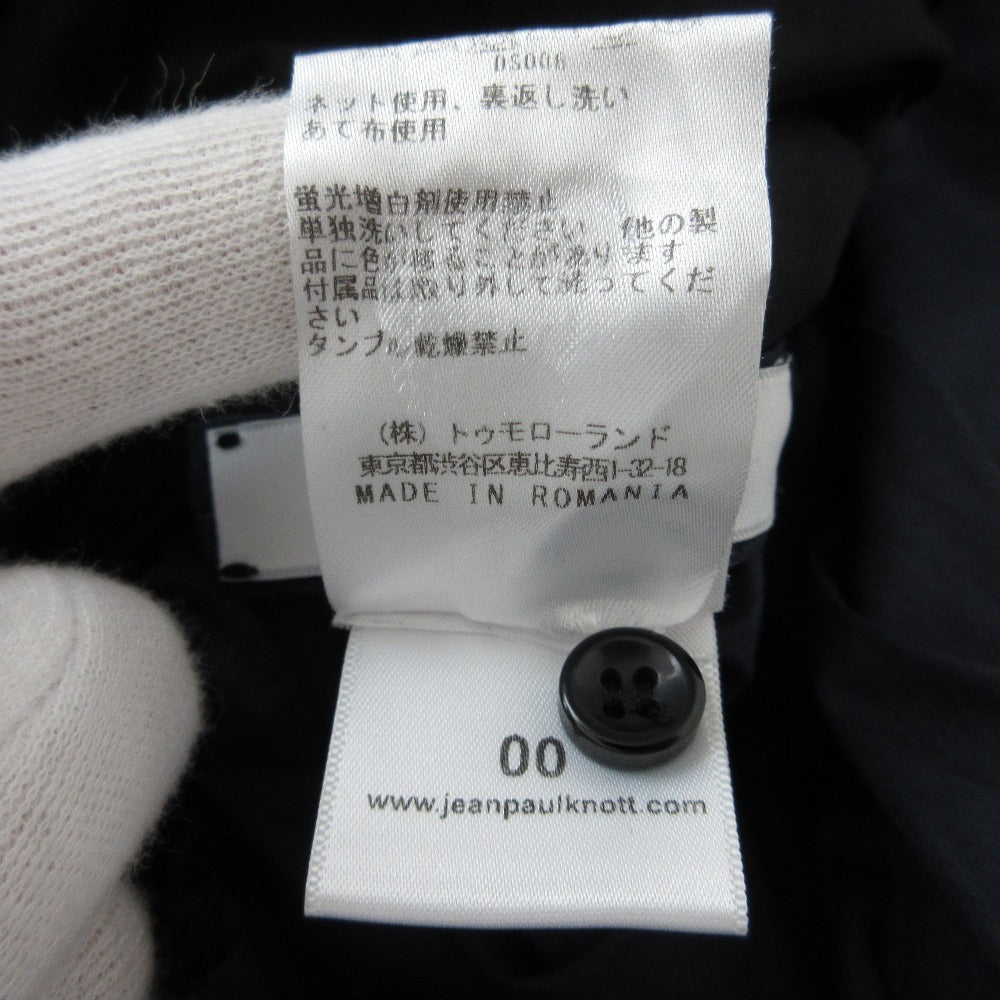 DS006
ネット使用、裏返し洗い
あて布使用
蛍光増白剤使用禁止
単独洗いしてください 他の製
品に色が移ることがあります
付属品は取り外して洗ってくだ
さい
タンブル乾燥禁止
(株)トゥモローランド
東京都渋谷区恵比寿西1-32-18
MADE IN ROMANIA
00
www.jeanpaulknott.com